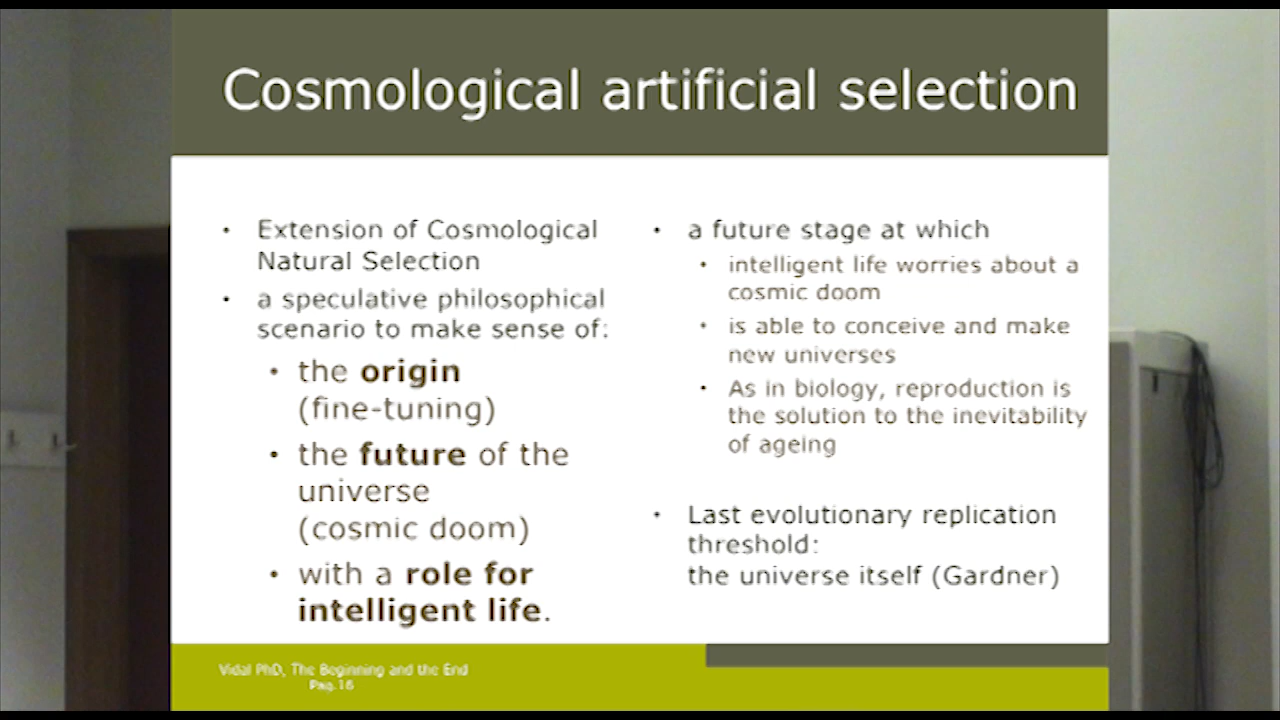 Cosmological artificial selection
• Extension of Cosmological
Natural Selection
• a speculative philosophical
scenario to make sense of:
• the origin
(fine-tuning)
• the future of the
universe
(cosmic doom)
• with a role for
intelligent life.
• a future stage at which
• intelligent life worries about a
cosmic doom
• is able to conceive and make
new universes
• As in biology, reproduction is
the solution to the inevitability
of ageing
• Last evolutionary replication
threshold:
the universe itself (Gardner)
Vidal PhD, The Beginning and the End
Pag.16